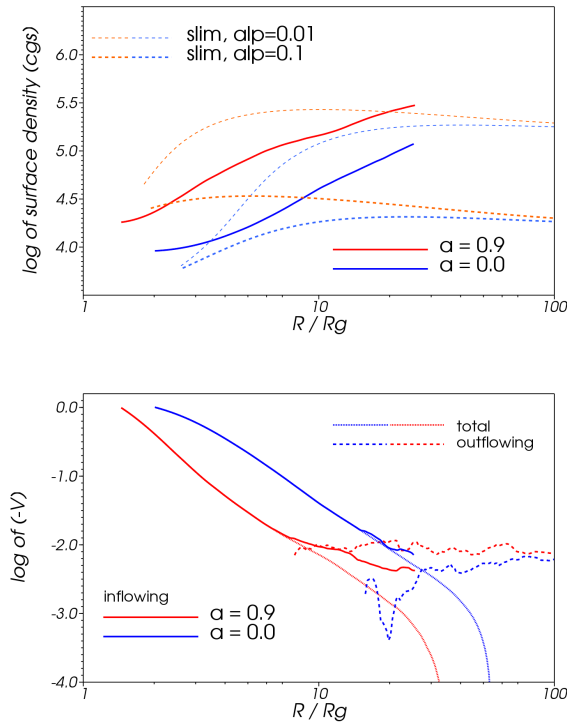 6.0
5.5
5.0
4.5
4.0
log of surface density (cgs)
slim, alp=0.01
slim, alp=0.1
a = 0.9
a = 0.0
1
10
100
R / Rg
0.0
-1.0
-2.0
-3.0
-4.0
log of (-V)
total
outflowing
inflowing
a = 0.9
a = 0.0
1
10
100
R / Rg